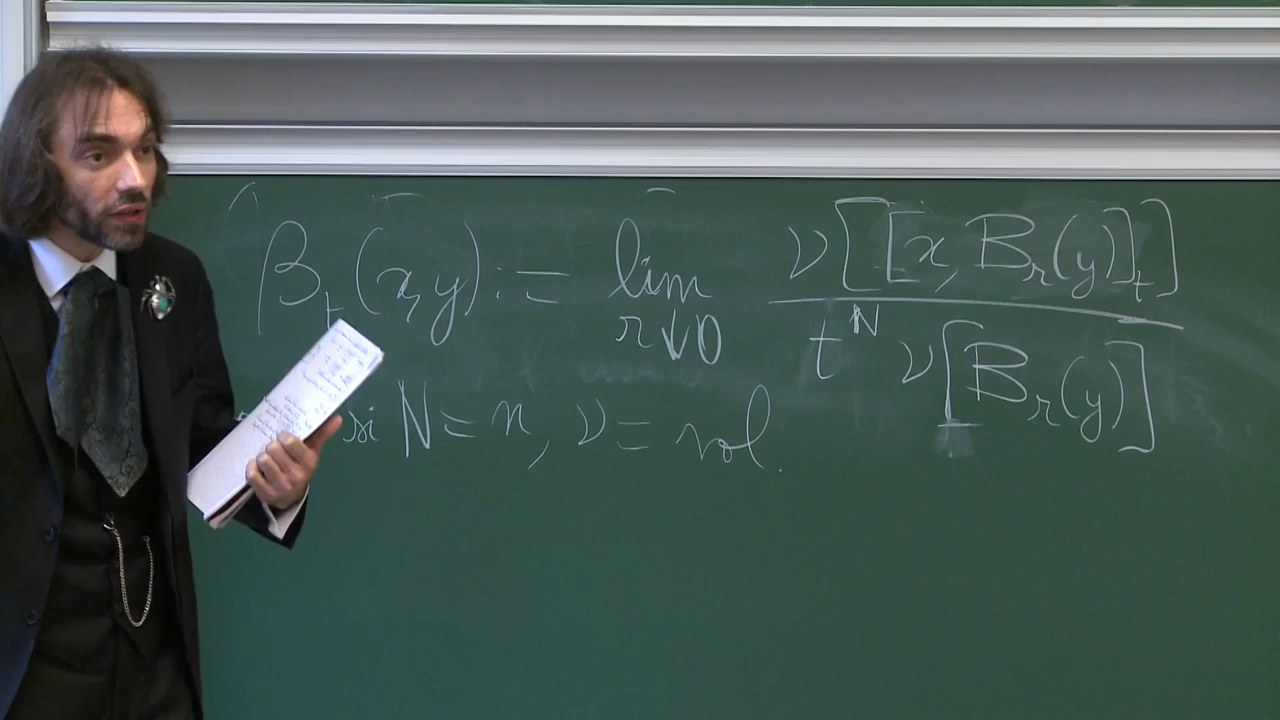 β_t(x,y) := lim_{r↓0} ν[[x, B_r(y)]_t] / t^N ν[B_r(y)]
si N = n, ν = vol.